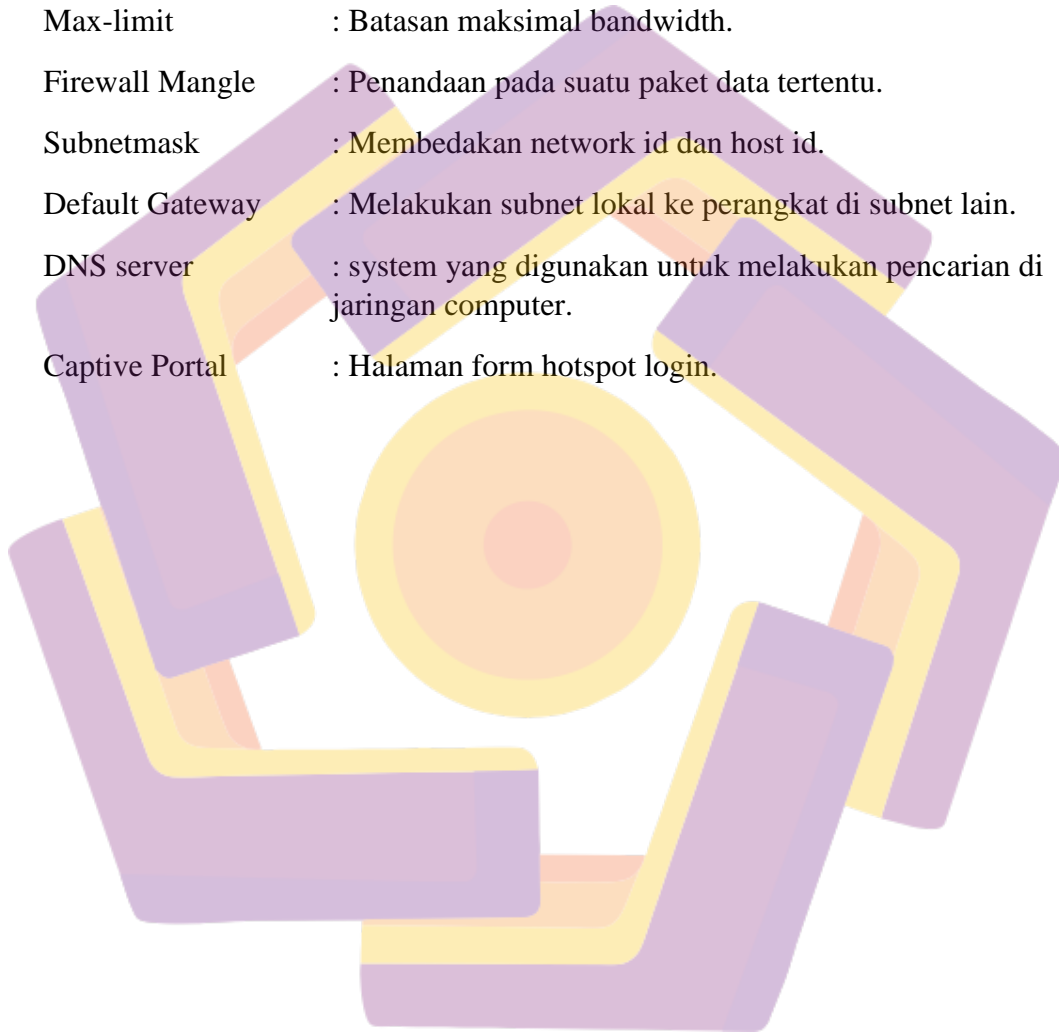 Max-limit : Batasan maksimal bandwidth.
Firewall Mangle : Penandaan pada suatu paket data tertentu.
Subnetmask : Membedakan network id dan host id.
Default Gateway : Melakukan subnet lokal ke perangkat di subnet lain.
DNS server : system yang digunakan untuk melakukan pencarian di
jaringan computer.
Captive Portal : Halaman form hotspot login.